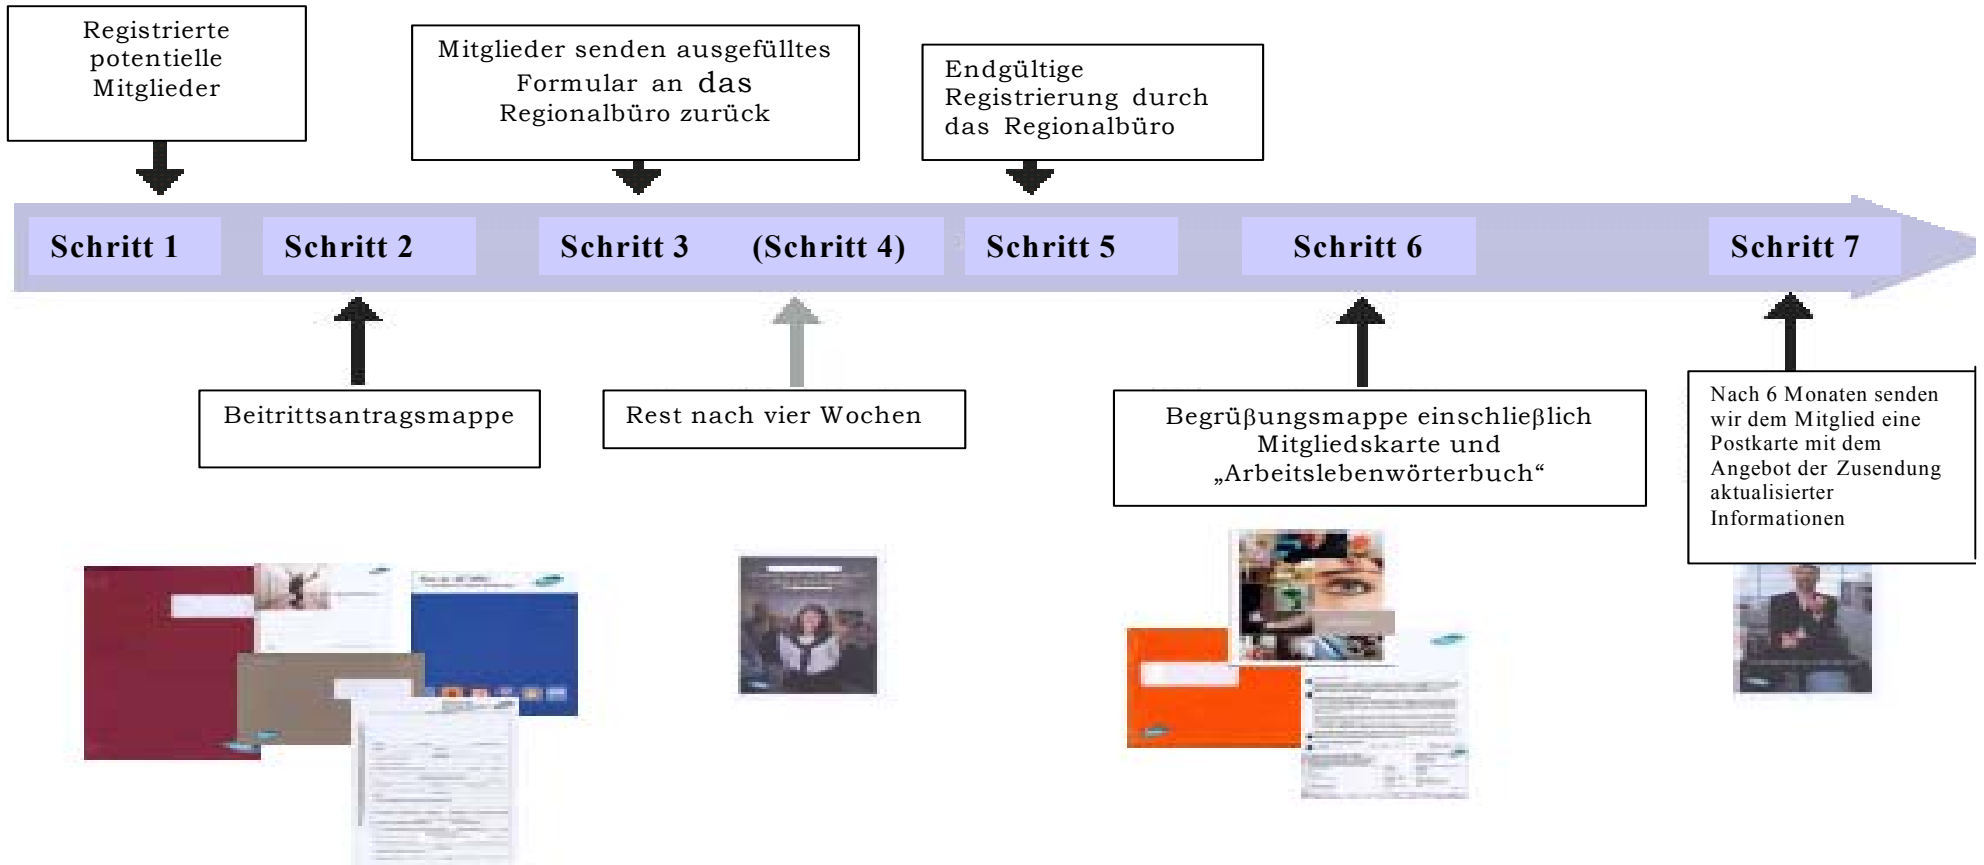 Registrierte
potentielle
Mitglieder
Mitglieder senden ausgefülltes
Formular an das
Regionalbüro zurück
Endgültige
Registrierung durch
das Regionalbüro
Schritt 1
Schritt 2
Schritt 3
(Schritt 4)
Schritt 5
Schritt 6
Schritt 7
Beitrittsantragsmappe
Rest nach vier Wochen
Begrüβungsmappe einschlieβlich
Mitgliedskarte und
„Arbeitslebenwörterbuch“
Nach 6 Monaten senden
wir dem Mitglied eine
Postkarte mit dem
Angebot der Zusendung
aktualisierter
Informationen